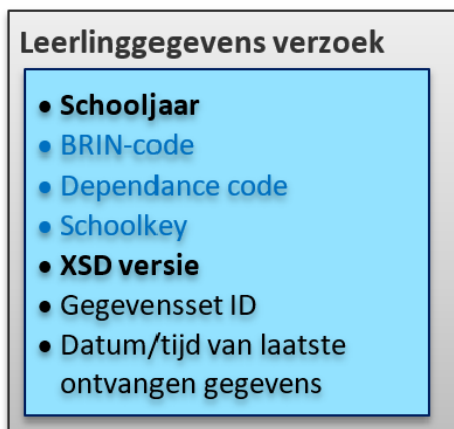 Leerlinggegevens verzoek
• Schooljaar
• BRIN-code
• Dependance code
• Schoolkey
• XSD versie
• Gegevensset ID
• Datum/tijd van laatste
ontvangen gegevens